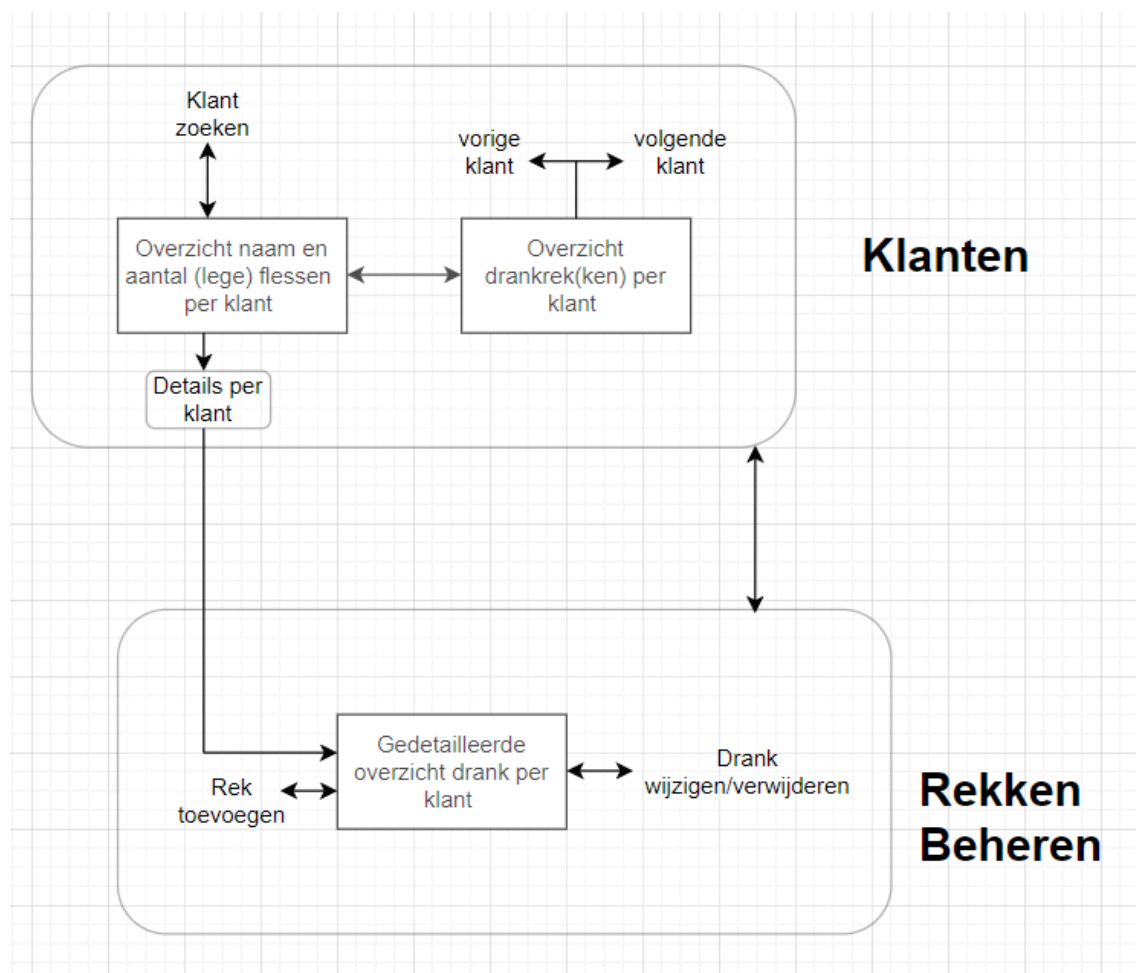 Klant
zoeken
vorige
klant
volgende
klant
Overzicht naam en
aantal (lege) flessen
per klant
Overzicht
drankrek(ken) per
klant
Klanten
Details per
klant
Gedetailleerde
overzicht drank per
klant
Rek
toevoegen
Drank
wijzigen/verwijderen
Rekken
Beheren